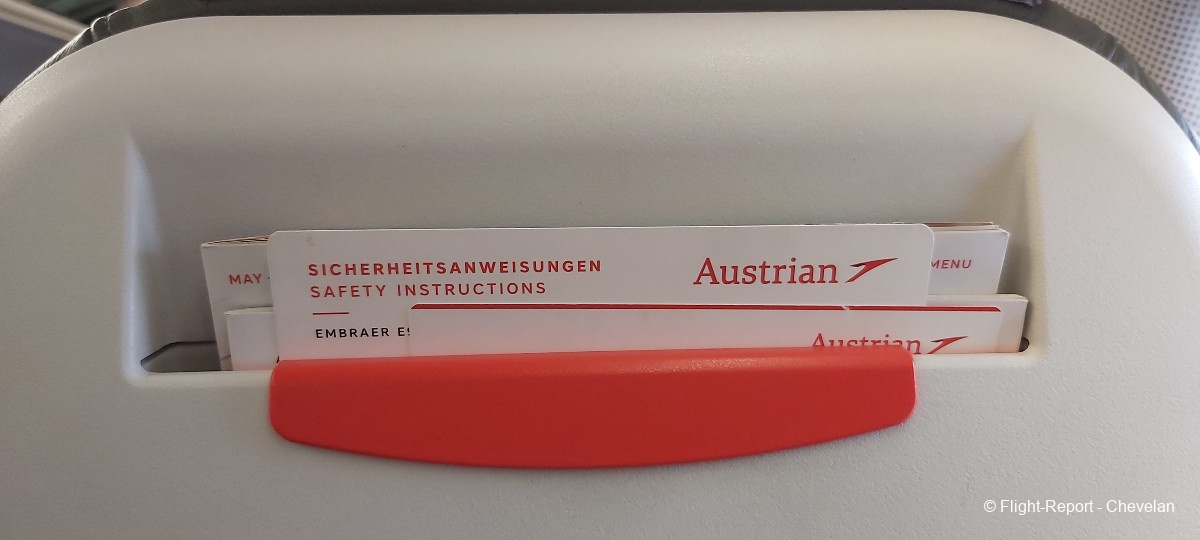 SICHERHEITSANWEISUNGEN
SAFETY INSTRUCTIONS
Austrian
MAY
MENU
EMBRAER
Austrian
© Flight-Report - Chevelan